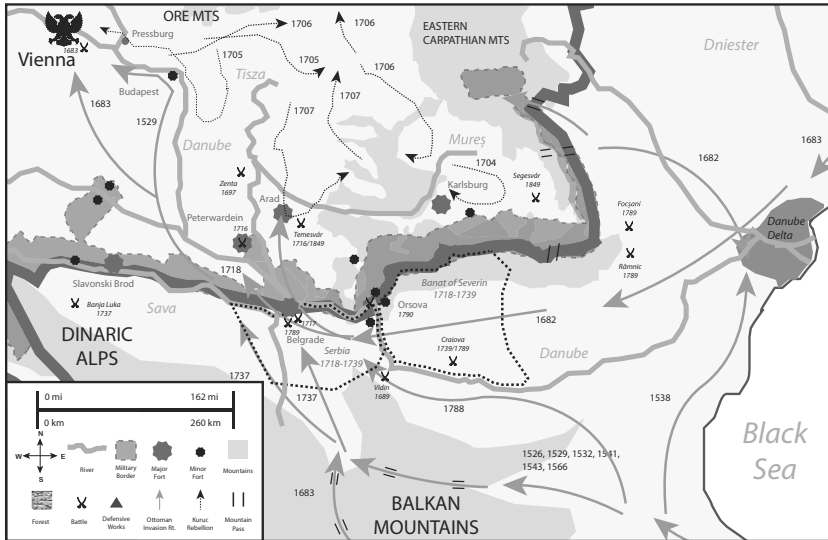 ORE MTS
1706
1706
EASTERN
CARPATHIAN MTS
Dniester
Pressburg
1683
Vienna
1705
1705
1706
Tisza
Budapest
1683
1529
1707
1707
Danube
Mureş
1704
1682
1683
Zenta
1697
Arad
Karlsburg
Segesvár
1849
Peterwardein
1716
Temesvár
1716/1849
Focșani
1789
Danube
Delta
1718
Râmnic
1789
Slavonski Brod
Banat of Severin
1718-1739
Banja Luka
1737
Sava
Orsova
1790
1717
1789
Belgrade
1682
DINARIC
ALPS
Serbia
1718-1739
Craiova
1739/1789
Danube
Vidin
1689
1737
1737
1788
1538
0 mi
162 mi
0 km
260 km
N
W
E
S
River
Military
Border
Major
Fort
Minor
Fort
Mountains
Forest
Battle
Defensive
Works
Ottoman
Invasion Rt.
Kuruc
Rebellion
Mountain
Pass
1683
1526, 1529, 1532, 1541,
1543, 1566
BALKAN
MOUNTAINS
Black
Sea